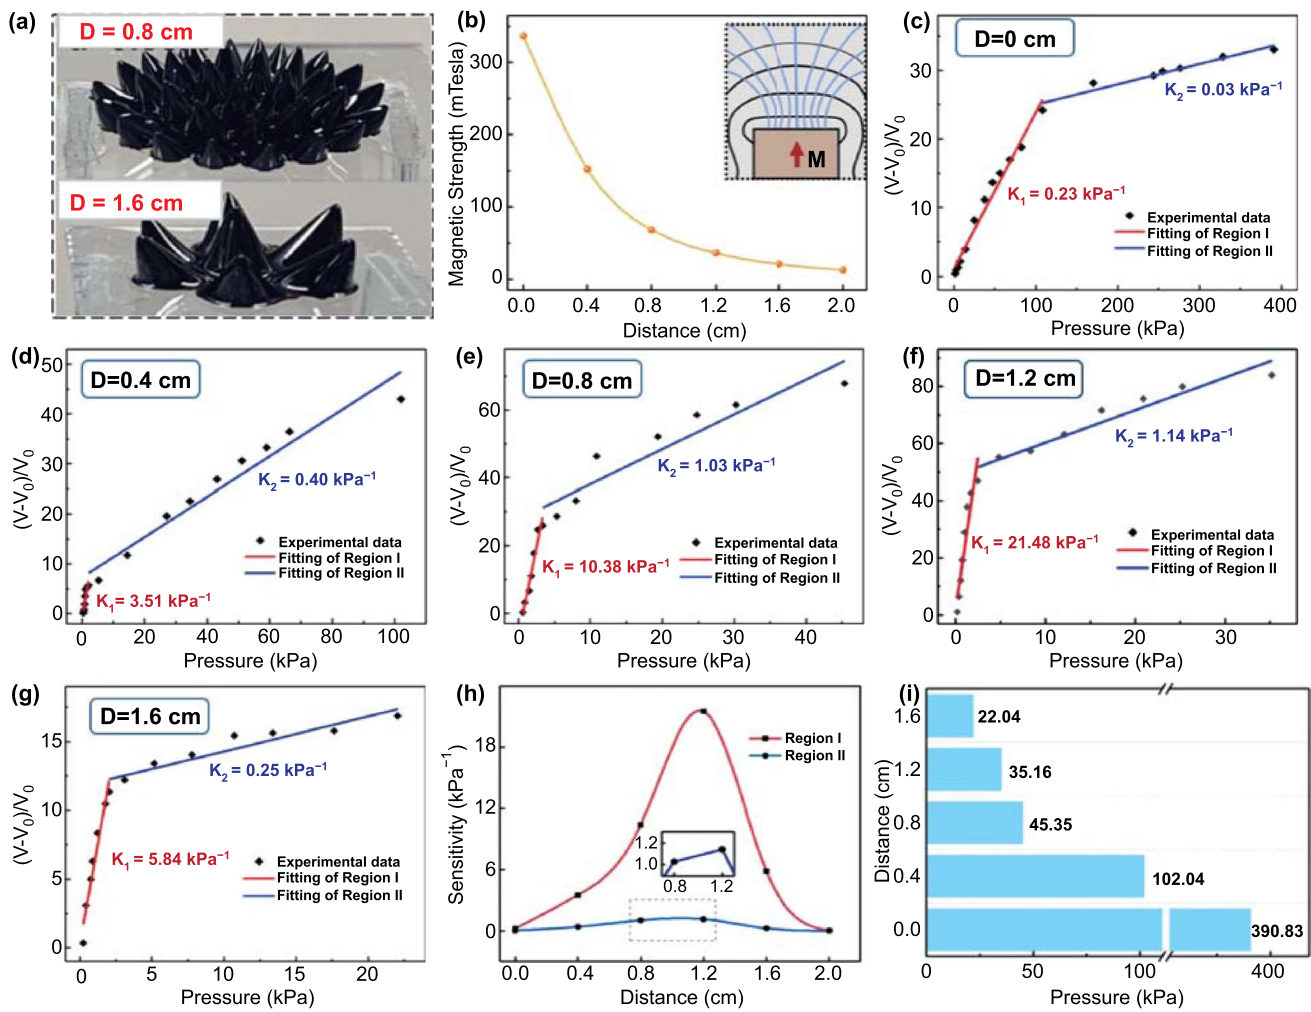 (a)
D = 0.8 cm
D = 1.6 cm
(b)
Magnetic Strength (mTesla)
300
200
100
0
0.0 0.4 0.8 1.2 1.6 2.0
Distance (cm)
M
(c)
D=0 cm
(V-V₀)/V₀
30
20
10
0
K₂ = 0.03 kPa⁻¹
K₁ = 0.23 kPa⁻¹
Experimental data
Fitting of Region I
Fitting of Region II
0 100 200 300 400
Pressure (kPa)
(d)
D=0.4 cm
(V-V₀)/V₀
50
40
30
20
10
0
K₂ = 0.40 kPa⁻¹
Experimental data
Fitting of Region I
Fitting of Region II
K₁= 3.51 kPa⁻¹
0 20 40 60 80 100
Pressure (kPa)
(e)
D=0.8 cm
(V-V₀)/V₀
60
40
20
0
K₂ = 1.03 kPa⁻¹
Experimental data
Fitting of Region I
Fitting of Region II
K₁ = 10.38 kPa⁻¹
0 10 20 30 40
Pressure (kPa)
(f)
D=1.2 cm
(V-V₀)/V₀
80
60
40
20
0
K₂ = 1.14 kPa⁻¹
K₁ = 21.48 kPa⁻¹
Experimental data
Fitting of Region I
Fitting of Region II
0 10 20 30
Pressure (kPa)
(g)
D=1.6 cm
(V-V₀)/V₀
15
10
5
0
K₂ = 0.25 kPa⁻¹
K₁ = 5.84 kPa⁻¹
Experimental data
Fitting of Region I
Fitting of Region II
0 5 10 15 20
Pressure (kPa)
(h)
Sensitivity (kPa⁻¹)
18
12
6
0
Region I
Region II
1.2
1.0
0.8 1.2
0.0 0.4 0.8 1.2 1.6 2.0
Distance (cm)
(i)
Distance (cm)
1.6 22.04
1.2 35.16
0.8 45.35
0.4 102.04
0.0 390.83
0 50 100 400
Pressure (kPa)